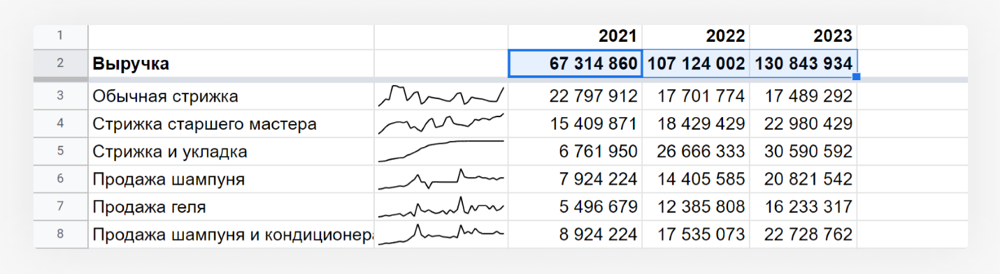 1 2021 2022 2023
2 Выручка 67 314 860 107 124 002 130 843 934
3 Обычная стрижка 22 797 912 17 701 774 17 489 292
4 Стрижка старшего мастера 15 409 871 18 429 429 22 980 429
5 Стрижка и укладка 6 761 950 26 666 333 30 590 592
6 Продажа шампуня 7 924 224 14 405 585 20 821 542
7 Продажа геля 5 496 679 12 385 808 16 233 317
8 Продажа шампуня и кондиционера 8 924 224 17 535 073 22 728 762